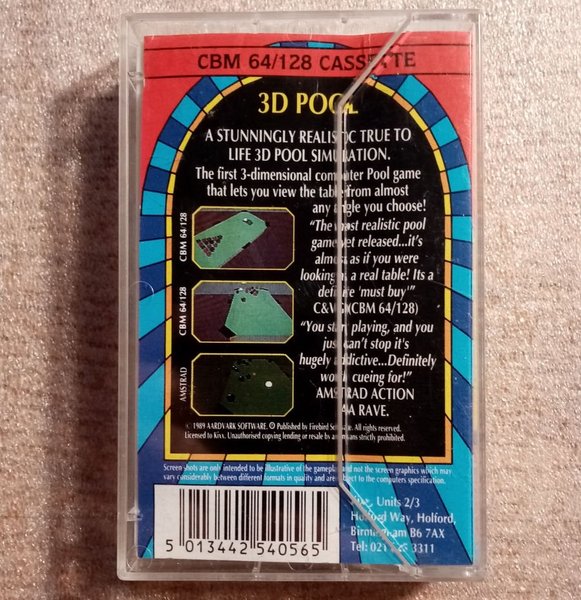 CBM 64/128 CASSETTE
3D POOL
A STUNNINGLY REALISTIC TRUE TO
LIFE 3D POOL SIMULATION.
The first 3-dimensional computer Pool game
that lets you view the table from almost
any angle you choose!
"The most realistic pool
game yet released...it's
almost as if you were
looking at a real table! Its a
definite 'must buy'"
C&VG (CBM 64/128)
"You start playing, and you
just can't stop it's
hugely addictive...Definitely
worth cueing for!"
AMSTRAD ACTION
AA RAVE.
CBM 64/128
CBM 64/128
AMSTRAD
© 1989 AARDVARK SOFTWARE. Published by Firebird Software. All rights reserved.
Licensed to Kixx. Unauthorised copying lending or resale by any means strictly prohibited.
Screen shots are only intended to be illustrative of the gameplay and not the screen graphics which may
vary considerably between different formats in quality and are subject to the computers specification.
Units 2/3
Holford Way, Holford,
Birmingham B6 7AX
Tel: 021 3311
5 013442 540565